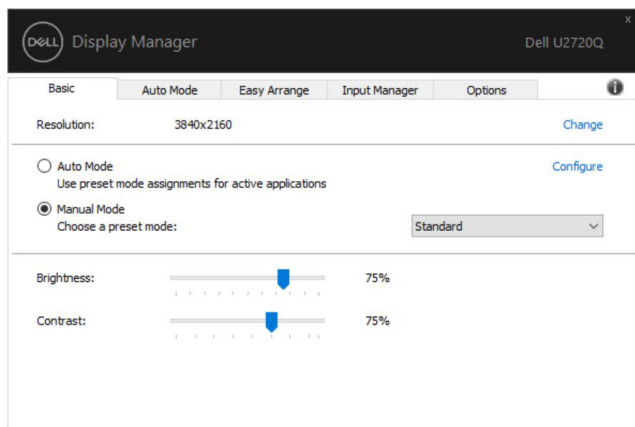 x
DELL Display Manager Dell U2720Q
Basic Auto Mode Easy Arrange Input Manager Options i
Resolution: 3840x2160 Change
Auto Mode Configure
Use preset mode assignments for active applications
Manual Mode
Choose a preset mode: Standard
Brightness: 75%
Contrast: 75%